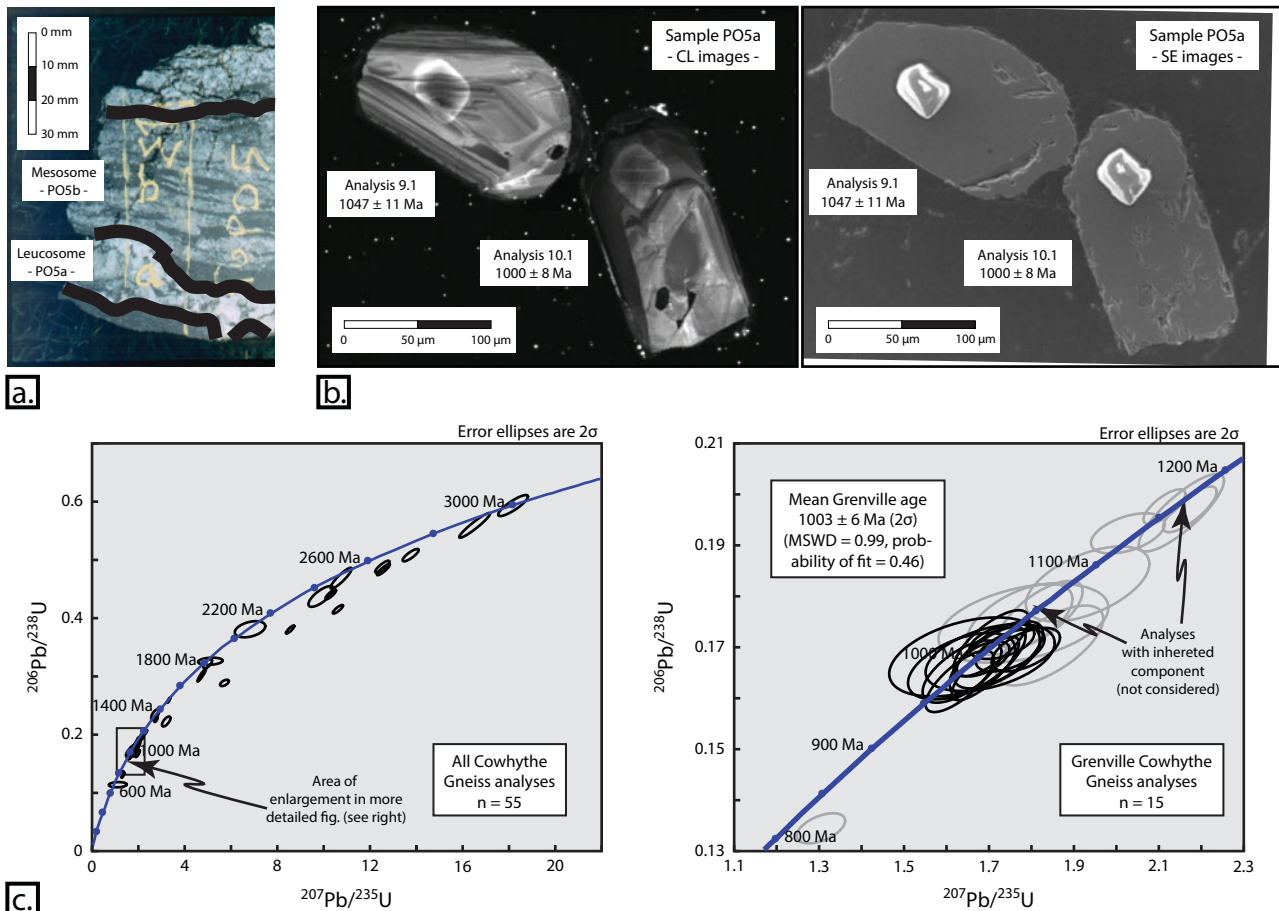 0 mm
10 mm
20 mm
30 mm
Mesosome
- PO5b -
Leucosome
- PO5a -
b
a
a.
Sample PO5a
- CL images -
Analysis 9.1
1047 ± 11 Ma
Analysis 10.1
1000 ± 8 Ma
0
50 μm
100 μm
b.
Sample PO5a
- SE images -
Analysis 9.1
1047 ± 11 Ma
Analysis 10.1
1000 ± 8 Ma
0
50 μm
100 μm
Error ellipses are 2σ
²⁰⁶Pb/²³⁸U
0.6
0.4
0.2
0
3000 Ma
2600 Ma
2200 Ma
1800 Ma
1400 Ma
1000 Ma
600 Ma
Area of
enlargement in more
detailed fig. (see right)
All Cowhythe
Gneiss analyses
n = 55
0
4
8
12
16
20
²⁰⁷Pb/²³⁵U
c.
Error ellipses are 2σ
²⁰⁶Pb/²³⁸U
0.21
0.19
0.17
0.15
0.13
Mean Grenville age
1003 ± 6 Ma (2σ)
(MSWD = 0.99, prob-
ability of fit = 0.46)
1200 Ma
1100 Ma
1000 Ma
900 Ma
800 Ma
Analyses
with inhereted
component
(not considered)
Grenville Cowhythe
Gneiss analyses
n = 15
1.1
1.3
1.5
1.7
1.9
2.1
2.3
²⁰⁷Pb/²³⁵U